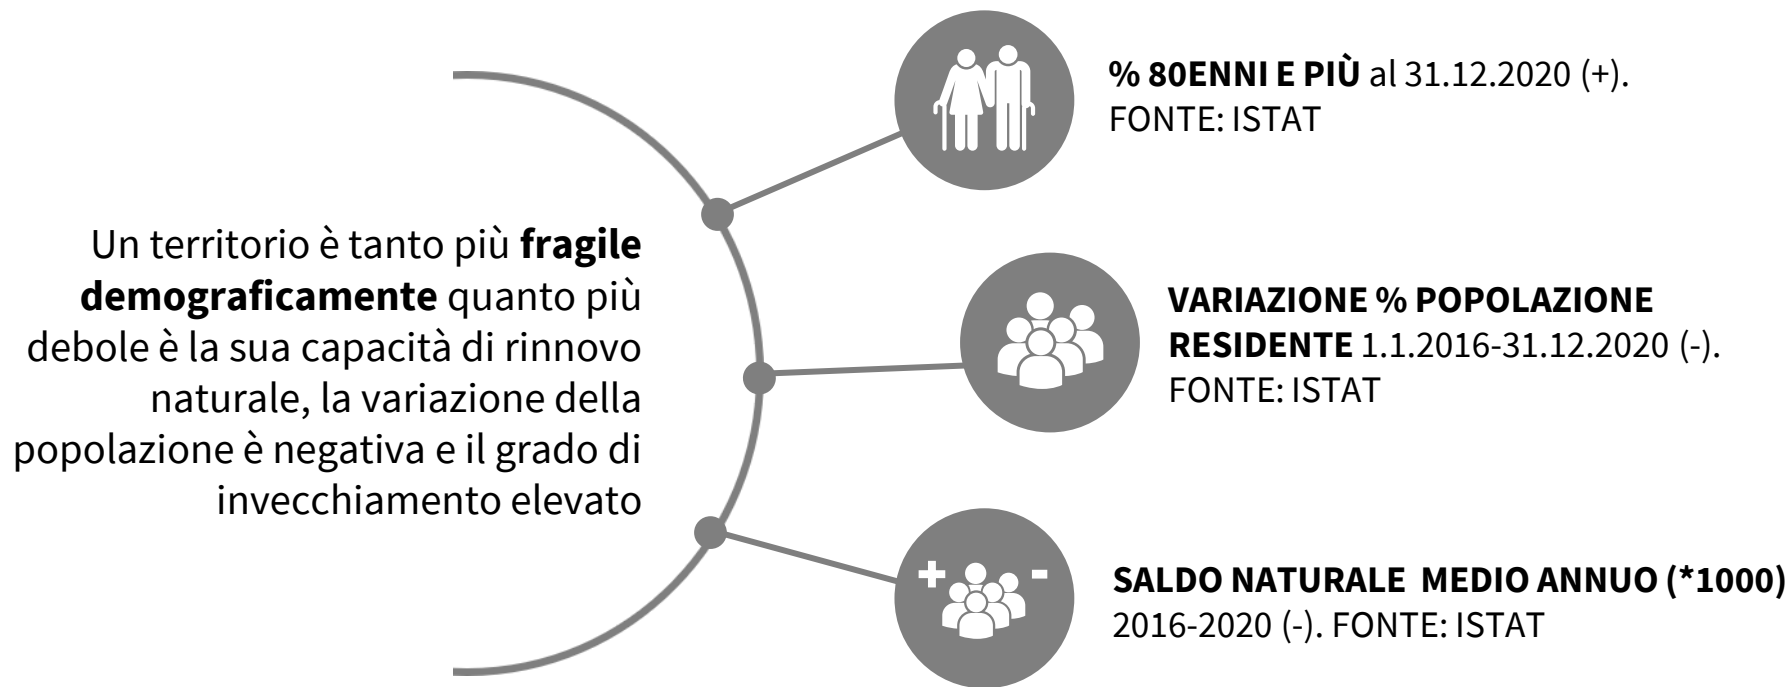 Un territorio è tanto più fragile
demograficamente quanto più
debole è la sua capacità di rinnovo
naturale, la variazione della
popolazione è negativa e il grado di
invecchiamento elevato
% 80ENNI E PIÙ al 31.12.2020 (+).
FONTE: ISTAT
VARIAZIONE % POPOLAZIONE
RESIDENTE 1.1.2016-31.12.2020 (-).
FONTE: ISTAT
SALDO NATURALE MEDIO ANNUO (*1000)
2016-2020 (-). FONTE: ISTAT